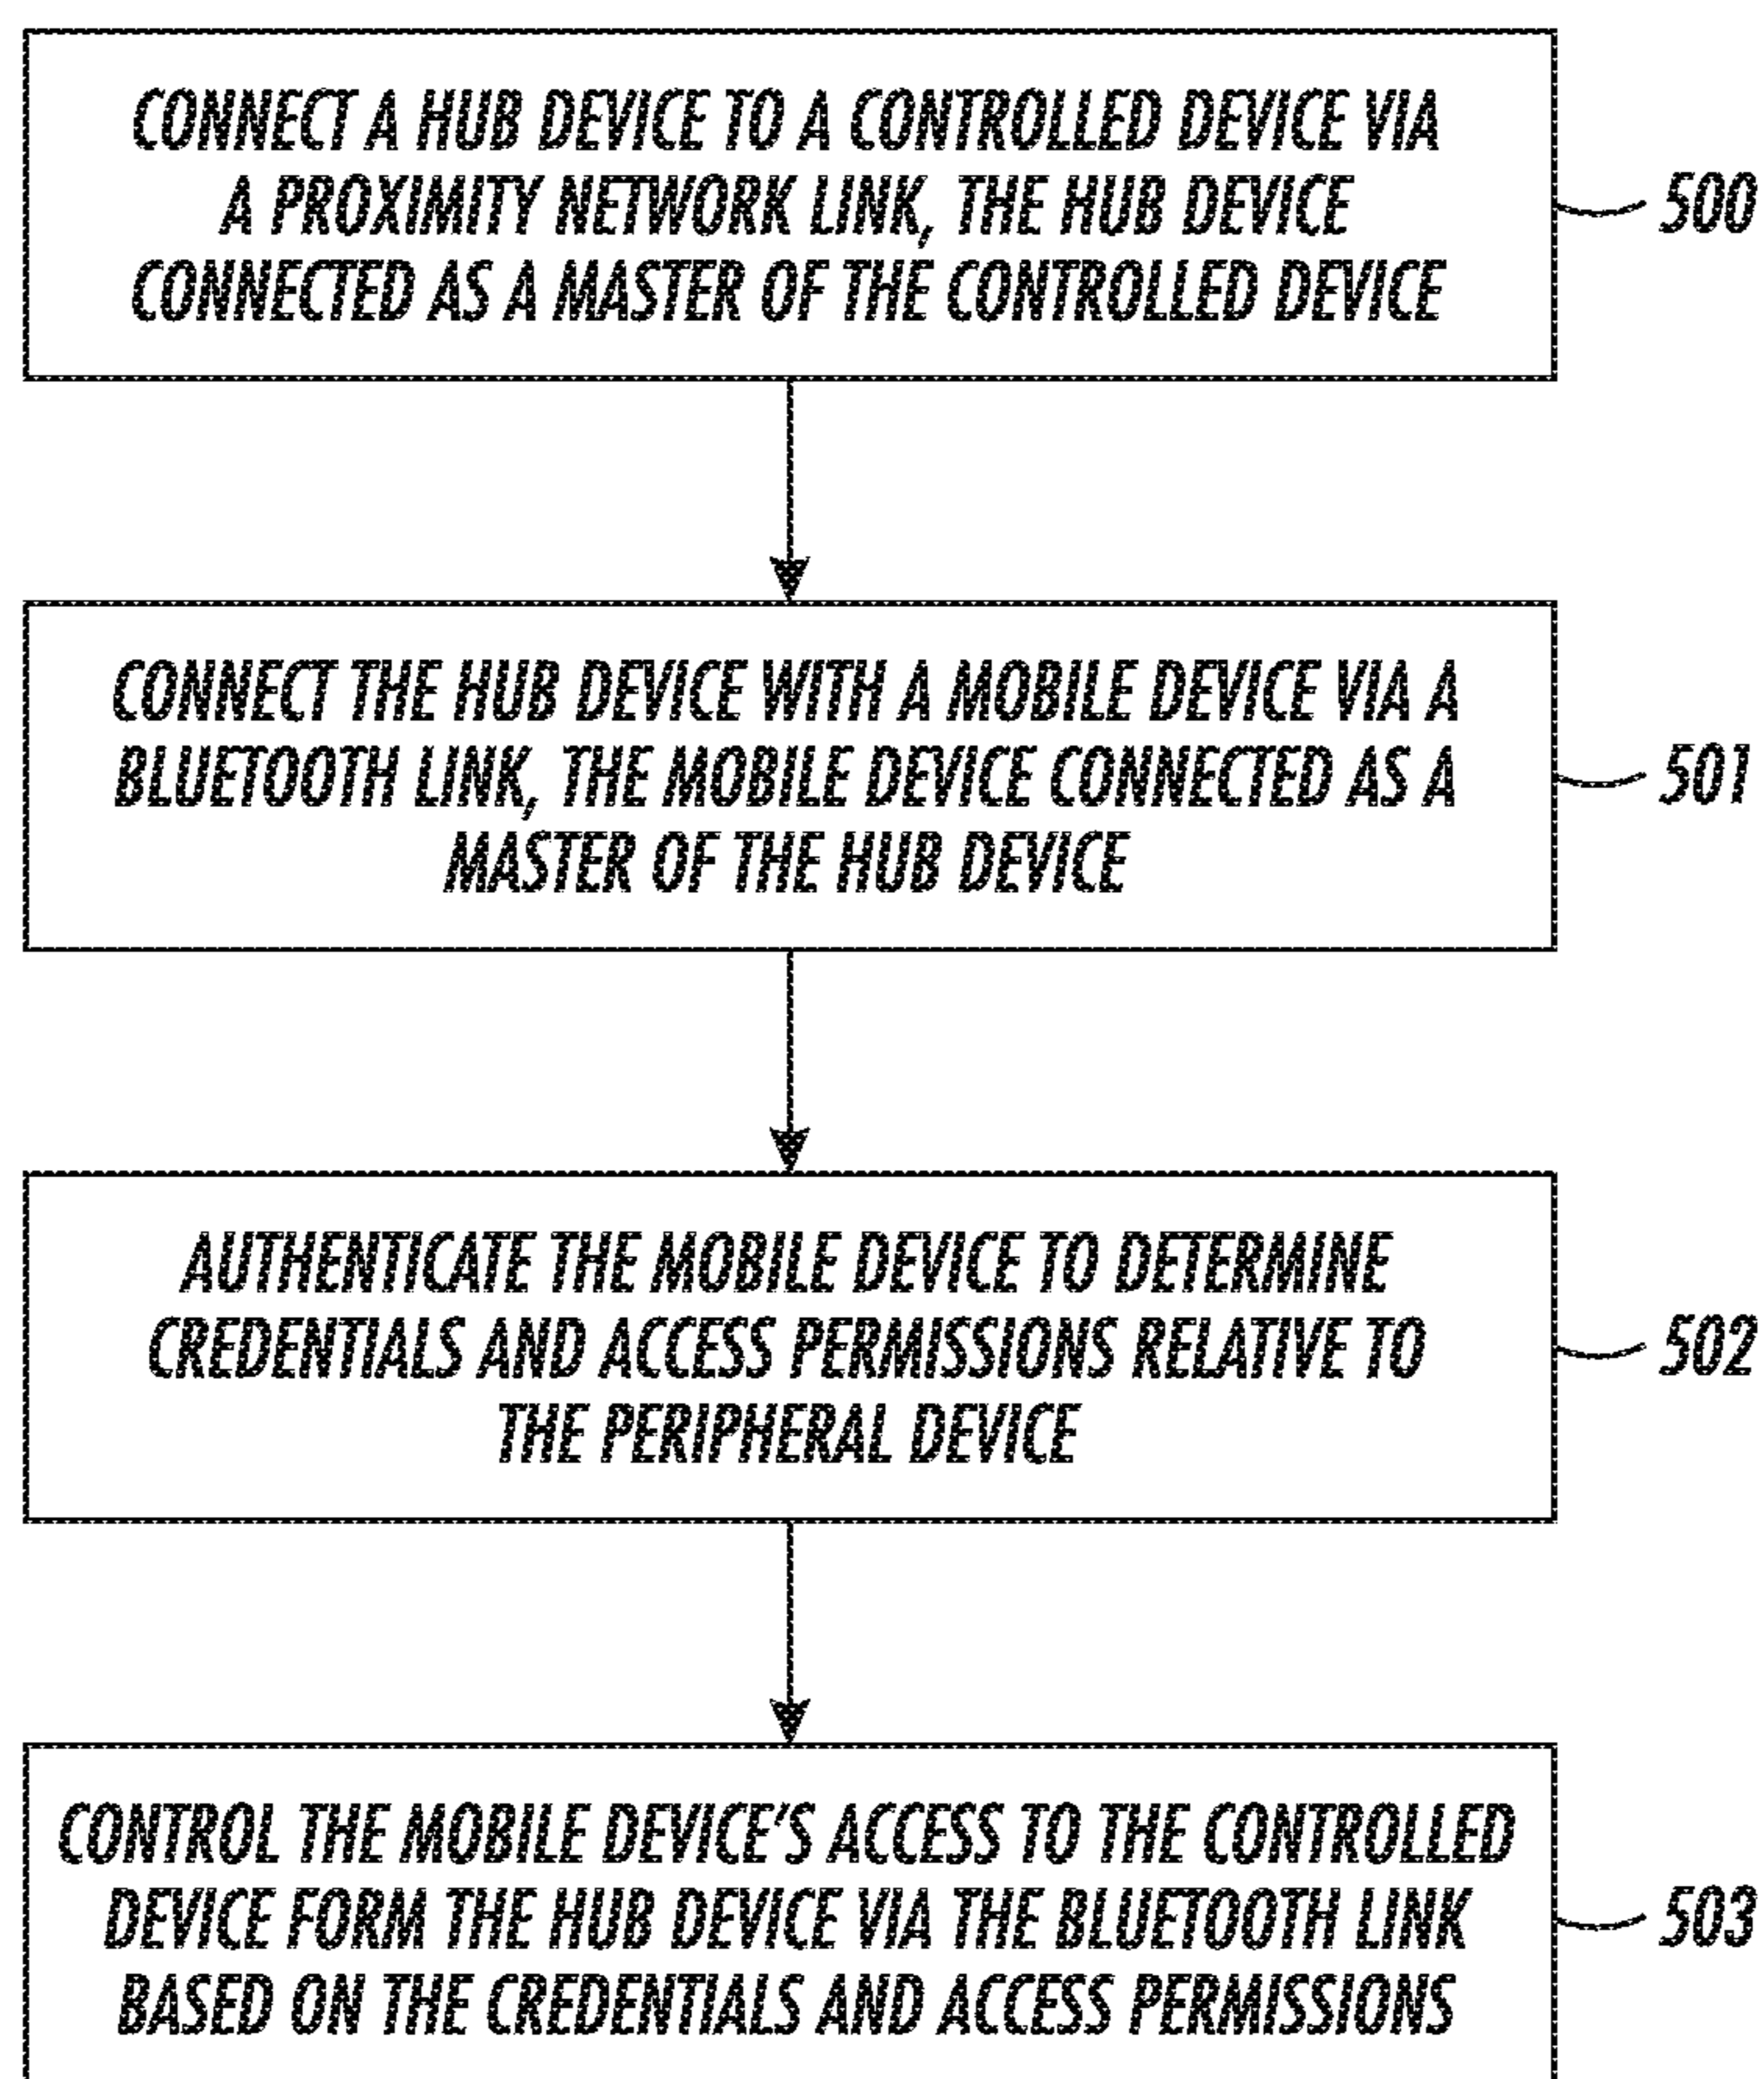 CONNECT A HUB DEVICE TO A CONTROLLED DEVICE VIA
A PROXIMITY NETWORK LINK, THE HUB DEVICE
CONNECTED AS A MASTER OF THE CONTROLLED DEVICE
500
CONNECT THE HUB DEVICE WITH A MOBILE DEVICE VIA A
BLUETOOTH LINK, THE MOBILE DEVICE CONNECTED AS A
MASTER OF THE HUB DEVICE
501
AUTHENTICATE THE MOBILE DEVICE TO DETERMINE
CREDENTIALS AND ACCESS PERMISSIONS RELATIVE TO
THE PERIPHERAL DEVICE
502
CONTROL THE MOBILE DEVICE'S ACCESS TO THE CONTROLLED
DEVICE FORM THE HUB DEVICE VIA THE BLUETOOTH LINK
BASED ON THE CREDENTIALS AND ACCESS PERMISSIONS
503